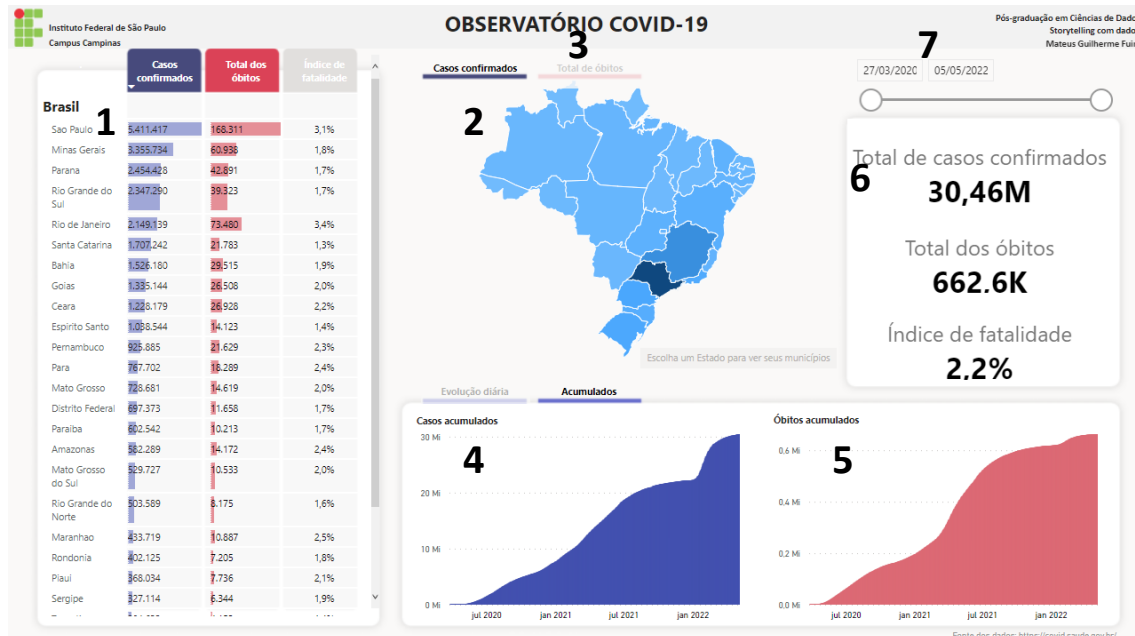 OBSERVATÓRIO COVID-19
Instituto Federal de São Paulo
Campus Campinas
Pós-graduação em Ciências de Dado
Storytelling com dado
Mateus Guilherme Fuin
Casos confirmados
Total dos óbitos
Índice de fatalidade
Brasil
1
Sao Paulo 5.411.417 168.311 3,1%
Minas Gerais 3.355.734 60.938 1,8%
Parana 2.454.428 42.891 1,7%
Rio Grande do Sul 2.347.290 39.323 1,7%
Rio de Janeiro 2.149.139 73.480 3,4%
Santa Catarina 1.707.242 21.783 1,3%
Bahia 1.526.180 29.515 1,9%
Goias 1.335.144 26.508 2,0%
Ceara 1.228.179 26.928 2,2%
Espirito Santo 1.038.544 14.123 1,4%
Pernambuco 925.885 21.629 2,3%
Para 767.702 18.289 2,4%
Mato Grosso 728.681 14.619 2,0%
Distrito Federal 697.373 11.658 1,7%
Paraiba 602.542 10.213 1,7%
Amazonas 582.289 14.172 2,4%
Mato Grosso do Sul 529.727 10.533 2,0%
Rio Grande do Norte 503.589 8.175 1,6%
Maranhao 433.719 10.887 2,5%
Rondonia 402.125 7.205 1,8%
Piaui 368.034 7.736 2,1%
Sergipe 327.114 6.344 1,9%
3
Casos confirmados Total de óbitos
2
Escolha um Estado para ver seus municípios
7
27/03/2020 05/05/2022
Total de casos confirmados
6
30,46M
Total dos óbitos
662.6K
Índice de fatalidade
2,2%
Evolução diária Acumulados
Casos acumulados
4
30 Mi
20 Mi
10 Mi
0 Mi
jul 2020 jan 2021 jul 2021 jan 2022
Óbitos acumulados
5
0,6 Mi
0,4 Mi
0,2 Mi
0,0 Mi
jul 2020 jan 2021 jul 2021 jan 2022
Fonte dos dados: https://covid.saude.gov.br/